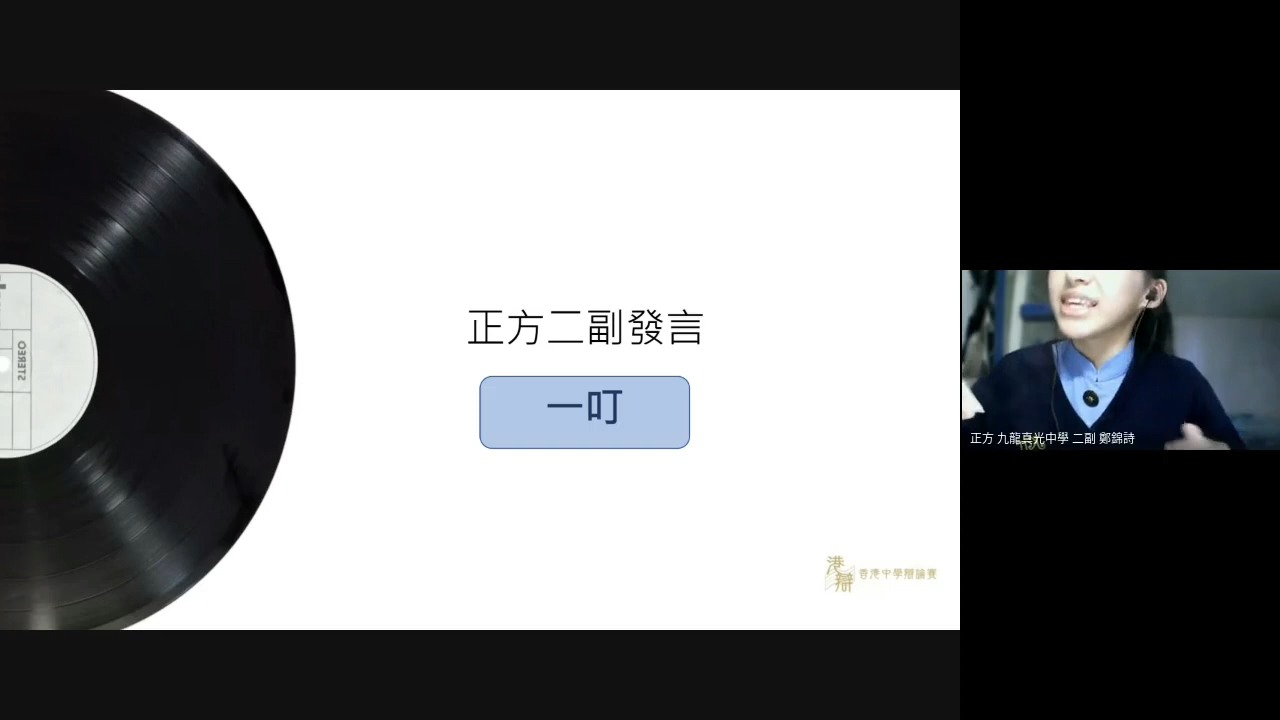 正方二副發言
一叮
STEREO
港辯
香港中學辯論賽
正方 九龍真光中學 二副 鄭錦詩